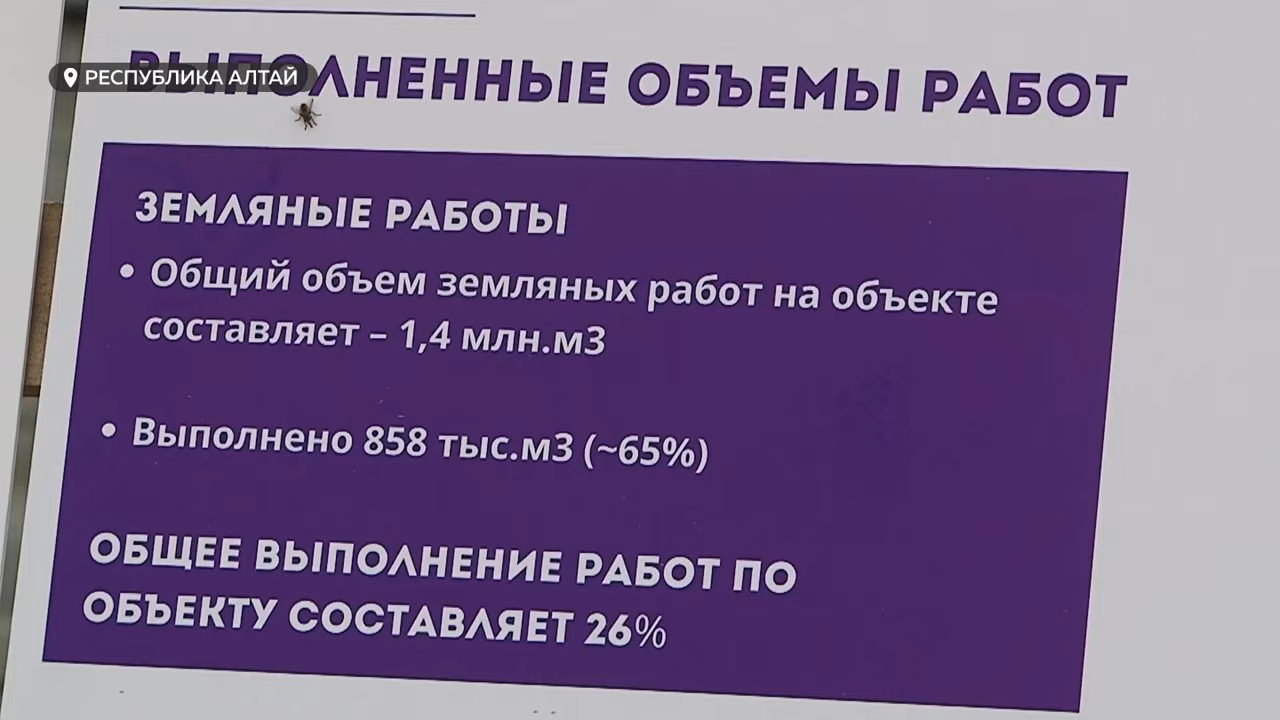 РЕСПУБЛИКА АЛТАЙ
ВЫПОЛНЕННЫЕ ОБЪЕМЫ РАБОТ
ЗЕМЛЯНЫЕ РАБОТЫ
• Общий объем земляных работ на объекте
составляет – 1,4 млн.м3
• Выполнено 858 тыс.м3 (~65%)
ОБЩЕЕ ВЫПОЛНЕНИЕ РАБОТ ПО
ОБЪЕКТУ СОСТАВЛЯЕТ 26%